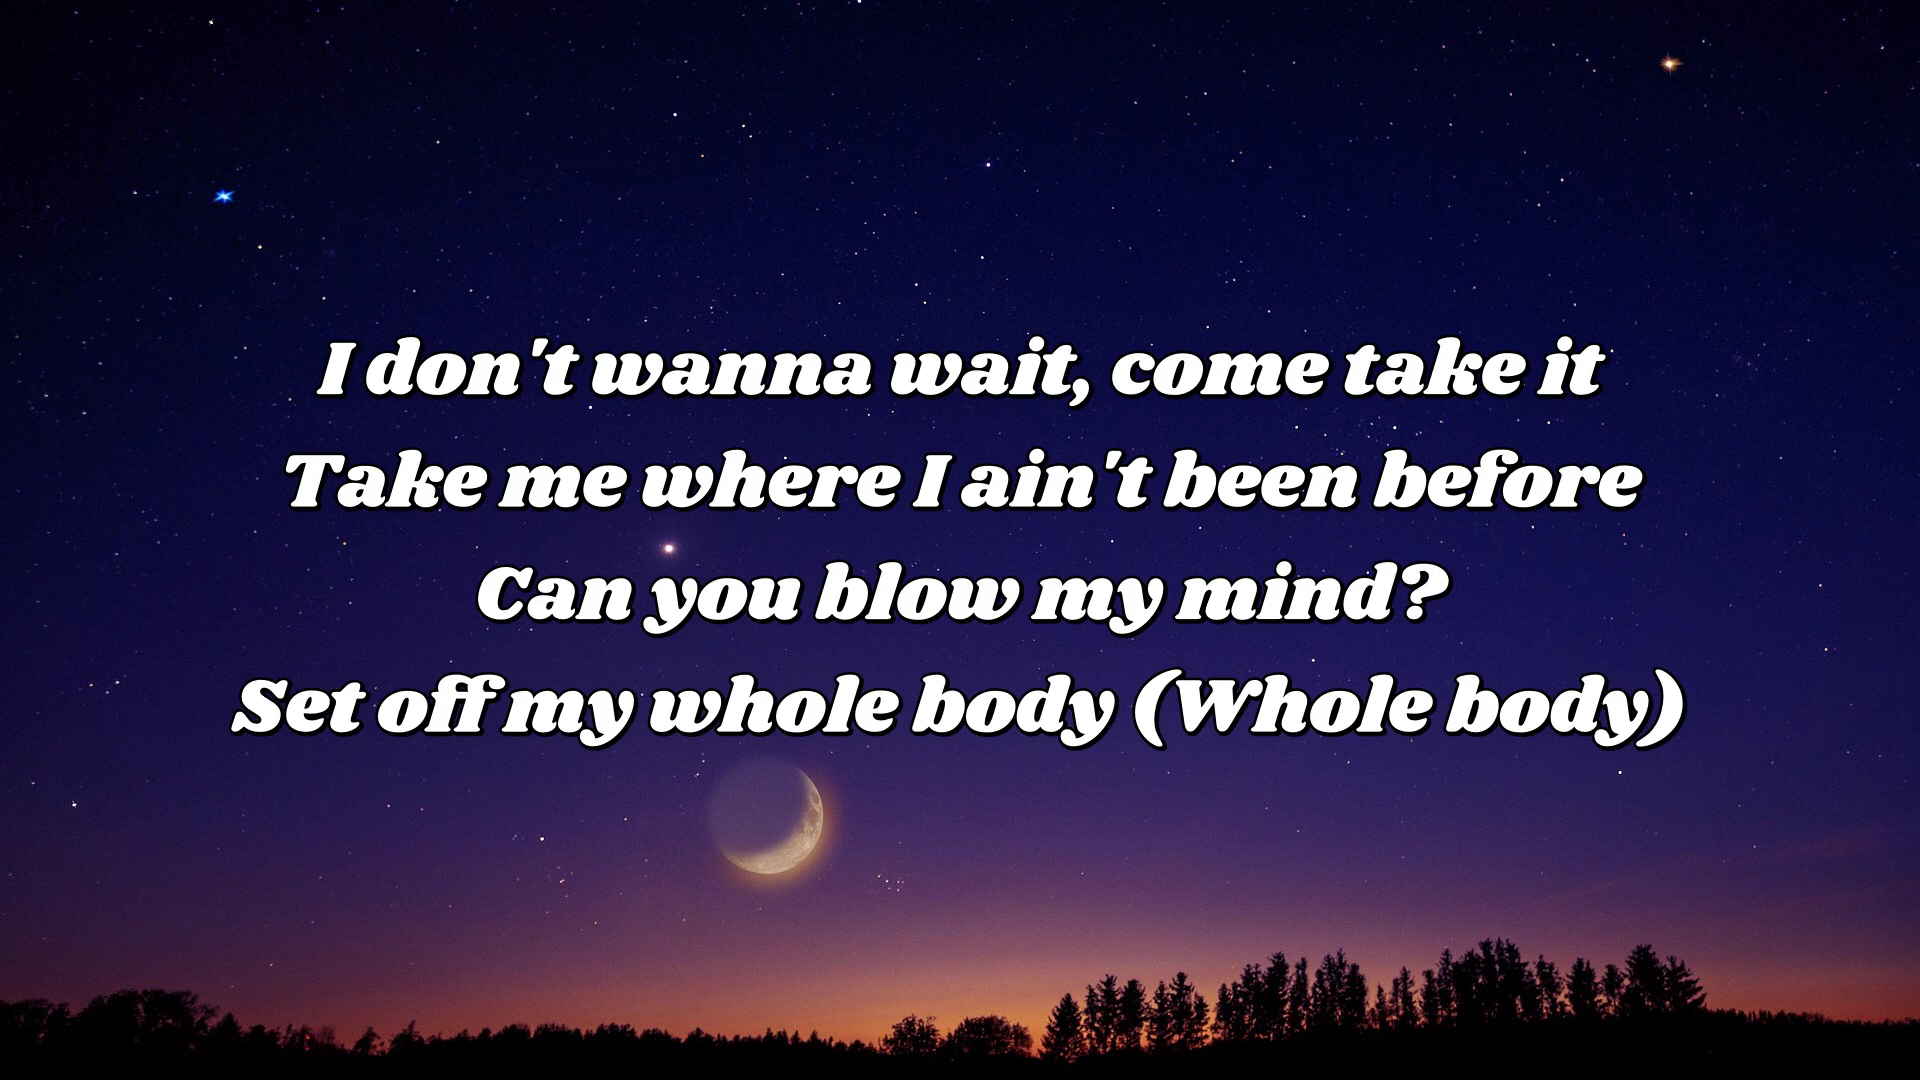 I don't wanna wait, come take it
Take me where I ain't been before
Can you blow my mind?
Set off my whole body (Whole body)